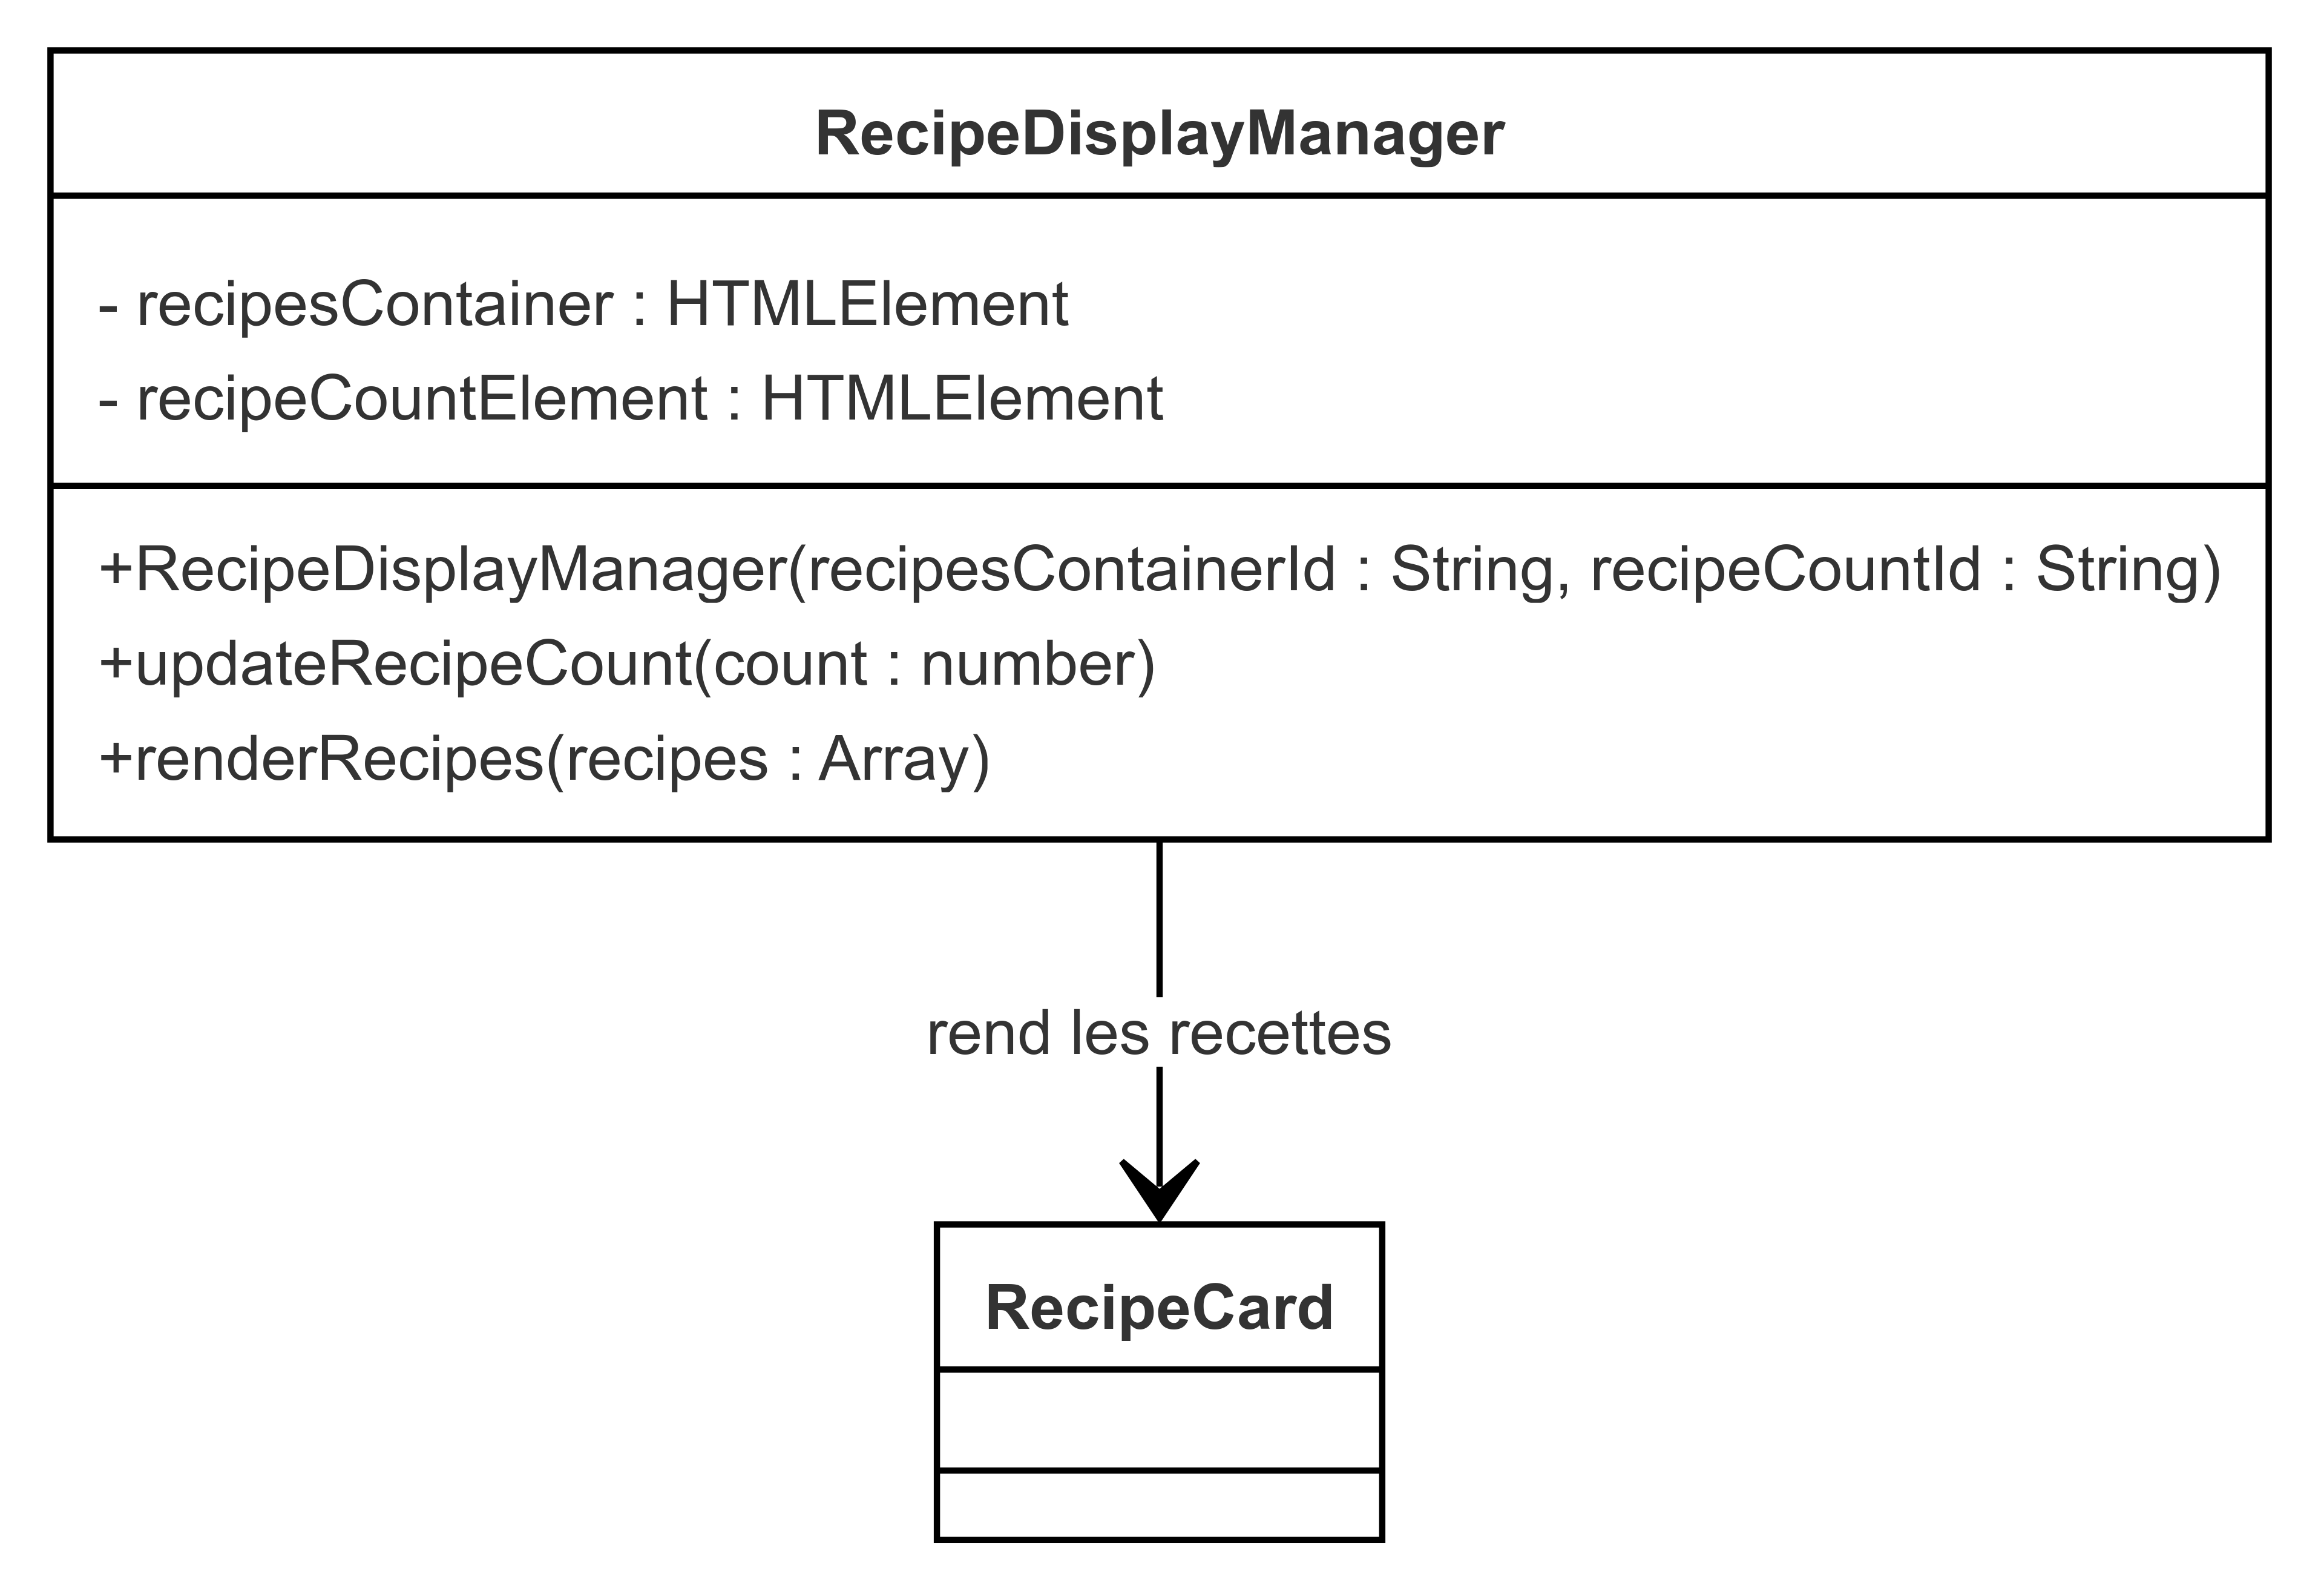 RecipeDisplayManager
- recipesContainer : HTMLElement
- recipeCountElement : HTMLElement
+RecipeDisplayManager(recipesContainerId : String, recipeCountId : String)
+updateRecipeCount(count : number)
+renderRecipes(recipes : Array)
rend les recettes
RecipeCard